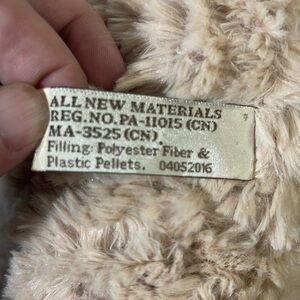 ALL NEW MATERIALS
REG. NO. PA-11015 (CN)
MA-3525 (CN)
Filling: Polyester Fiber &
Plastic Pellets. 04052016